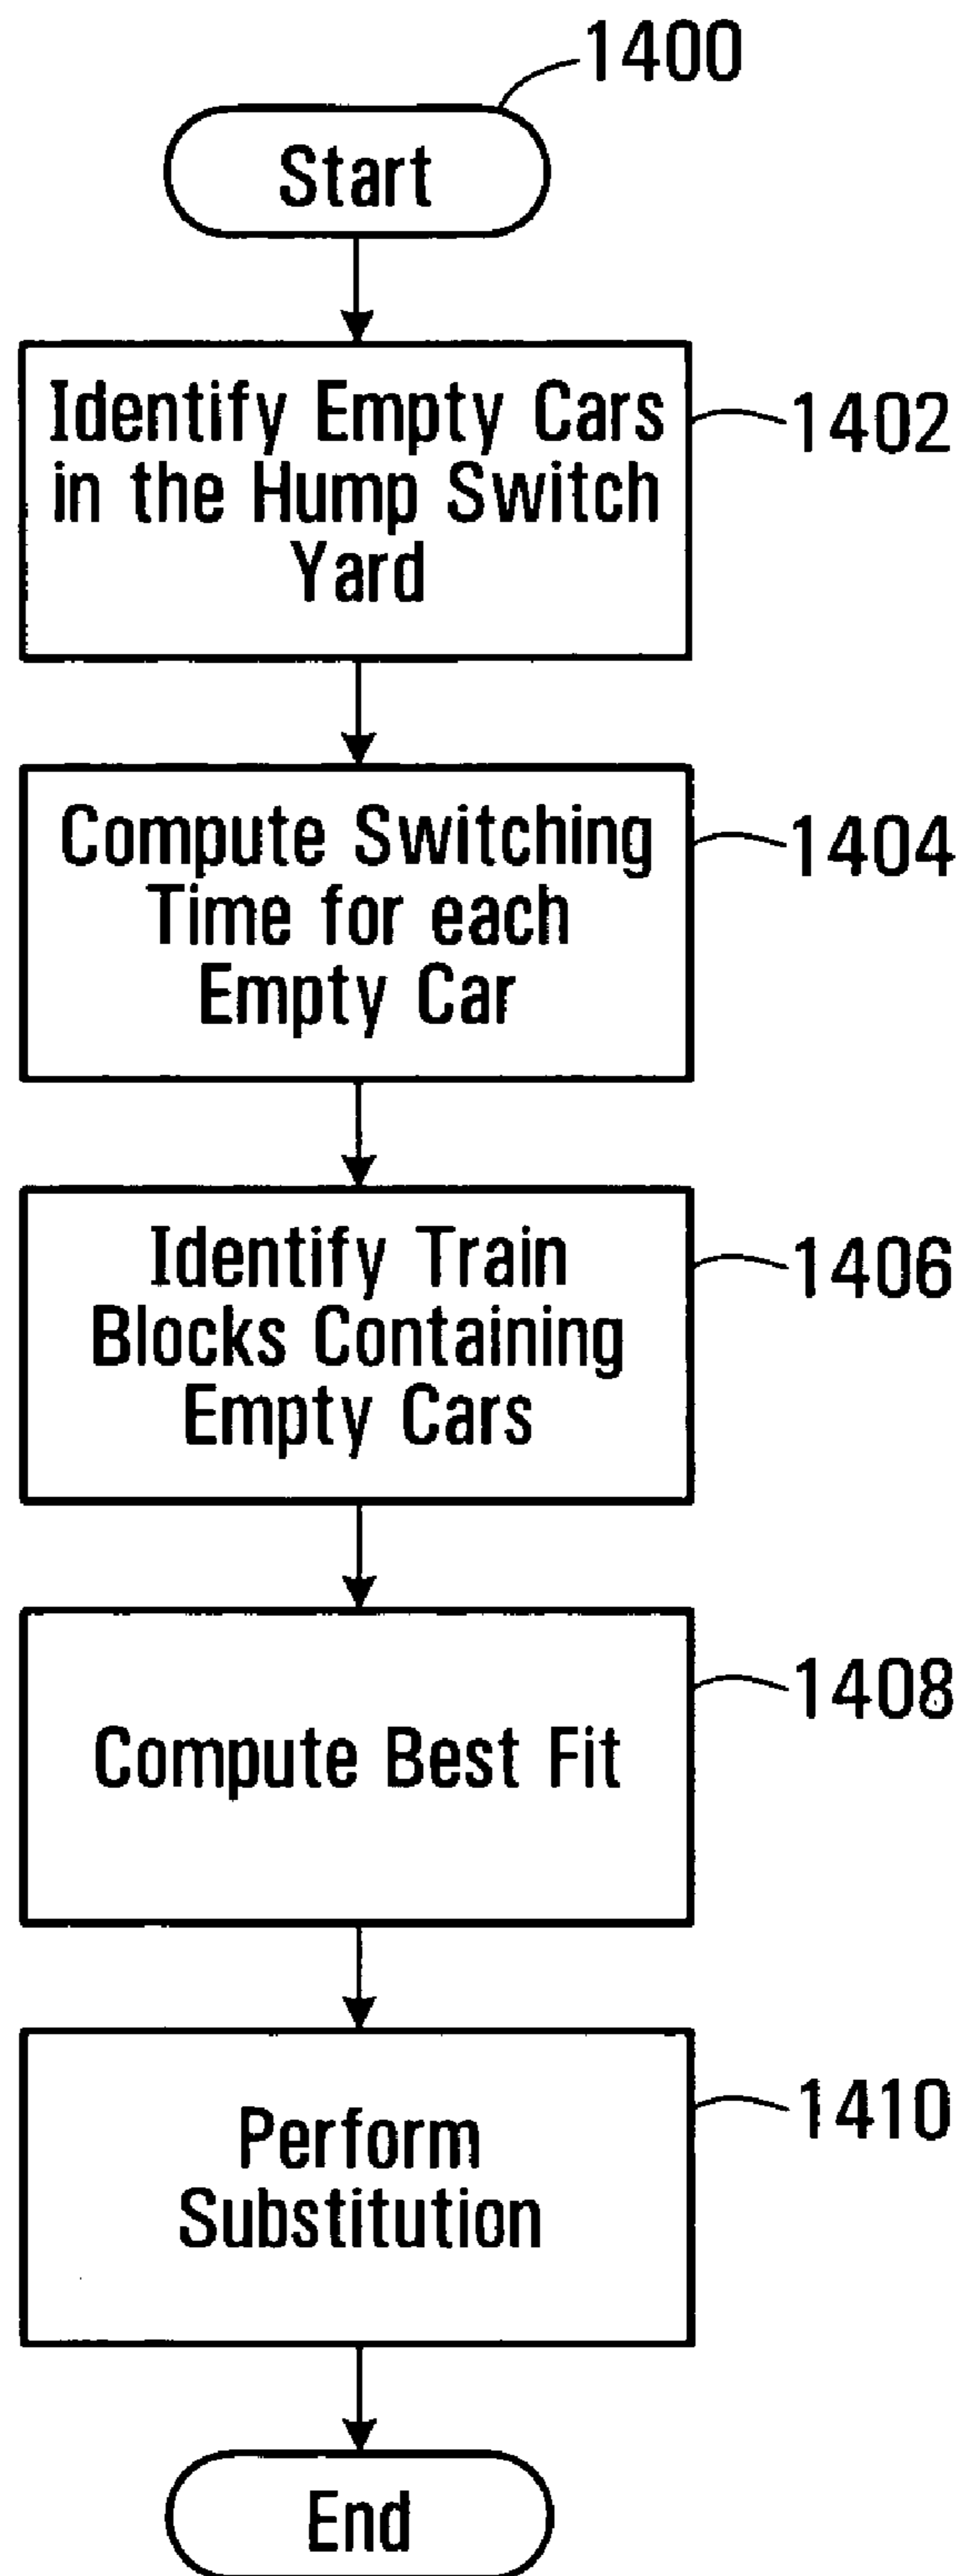 1400
Start
Identify Empty Cars
in the Hump Switch
Yard
1402
Compute Switching
Time for each
Empty Car
1404
Identify Train
Blocks Containing
Empty Cars
1406
Compute Best Fit
1408
Perform
Substitution
1410
End